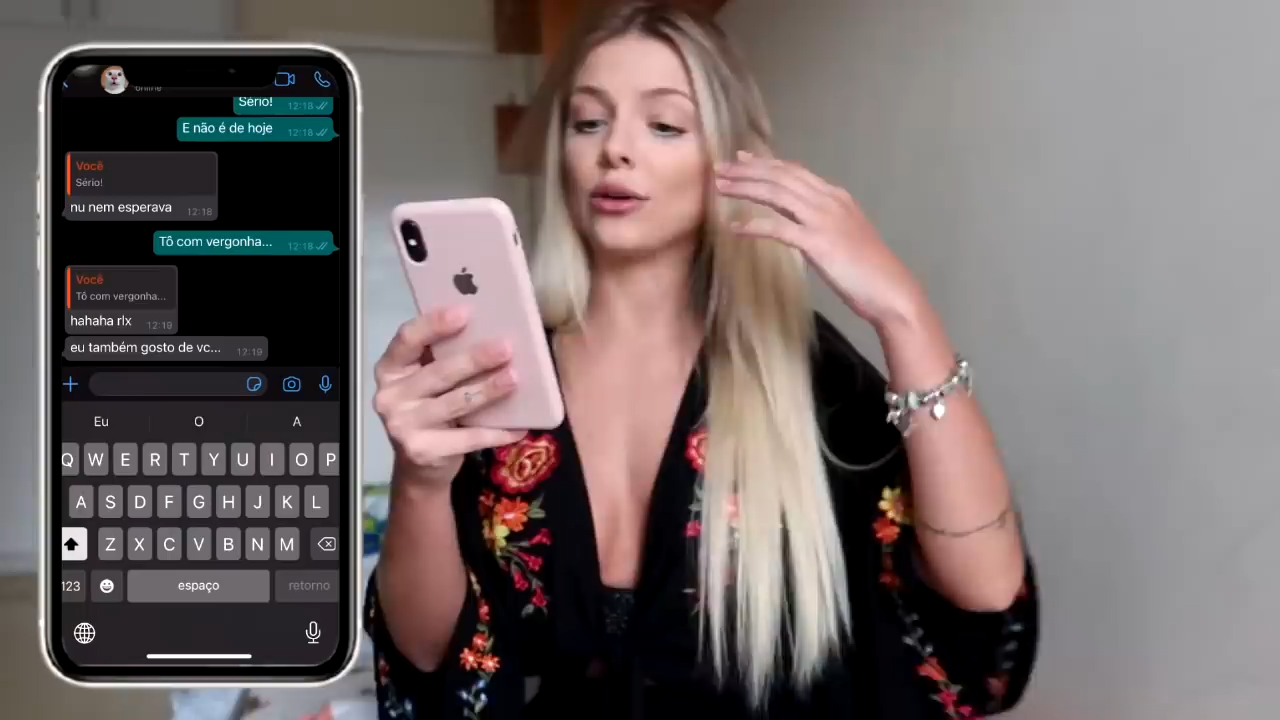 online
Sério! 12:18
E não é de hoje 12:18
Você
Sério!
nu nem esperava 12:18
Tô com vergonha... 12:18
Você
Tô com vergonha...
hahaha rlx 12:19
eu também gosto de vc... 12:19
Eu O A
Q W E R T Y U I O P
A S D F G H J K L
Z X C V B N M
123 espaço retorno